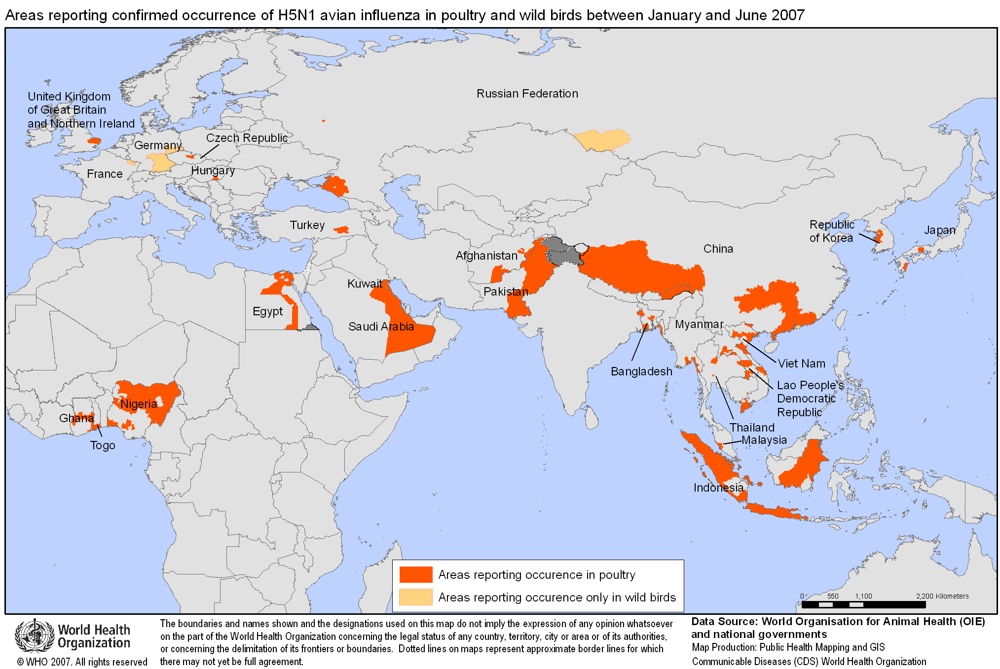 Areas reporting confirmed occurrence of H5N1 avian influenza in poultry and wild birds between January and June 2007
Russian Federation
United Kingdom
of Great Britain
and Northern Ireland
Czech Republic
Germany
Hungary
France
Turkey
Republic
of Korea
Japan
China
Afghanistan
Kuwait
Pakistan
Egypt
Saudi Arabia
Myanmar
Bangladesh
Viet Nam
Lao People's
Democratic
Republic
Nigeria
Ghana
Togo
Thailand
Malaysia
Indonesia
Areas reporting occurence in poultry
Areas reporting occurence only in wild birds
0 550 1,100 2,200 Kilometers
World Health
Organization
© WHO 2007. All rights reserved
The boundaries and names shown and the designations used on this map do not imply the expression of any opinion whatsoever
on the part of the World Health Organization concerning the legal status of any country, territory, city or area or of its authorities,
or concerning the delimitation of its frontiers or boundaries. Dotted lines on maps represent approximate border lines for which
there may not yet be full agreement.
Data Source: World Organisation for Animal Health (OIE)
and national governments
Map Production: Public Health Mapping and GIS
Communicable Diseases (CDS) World Health Organization